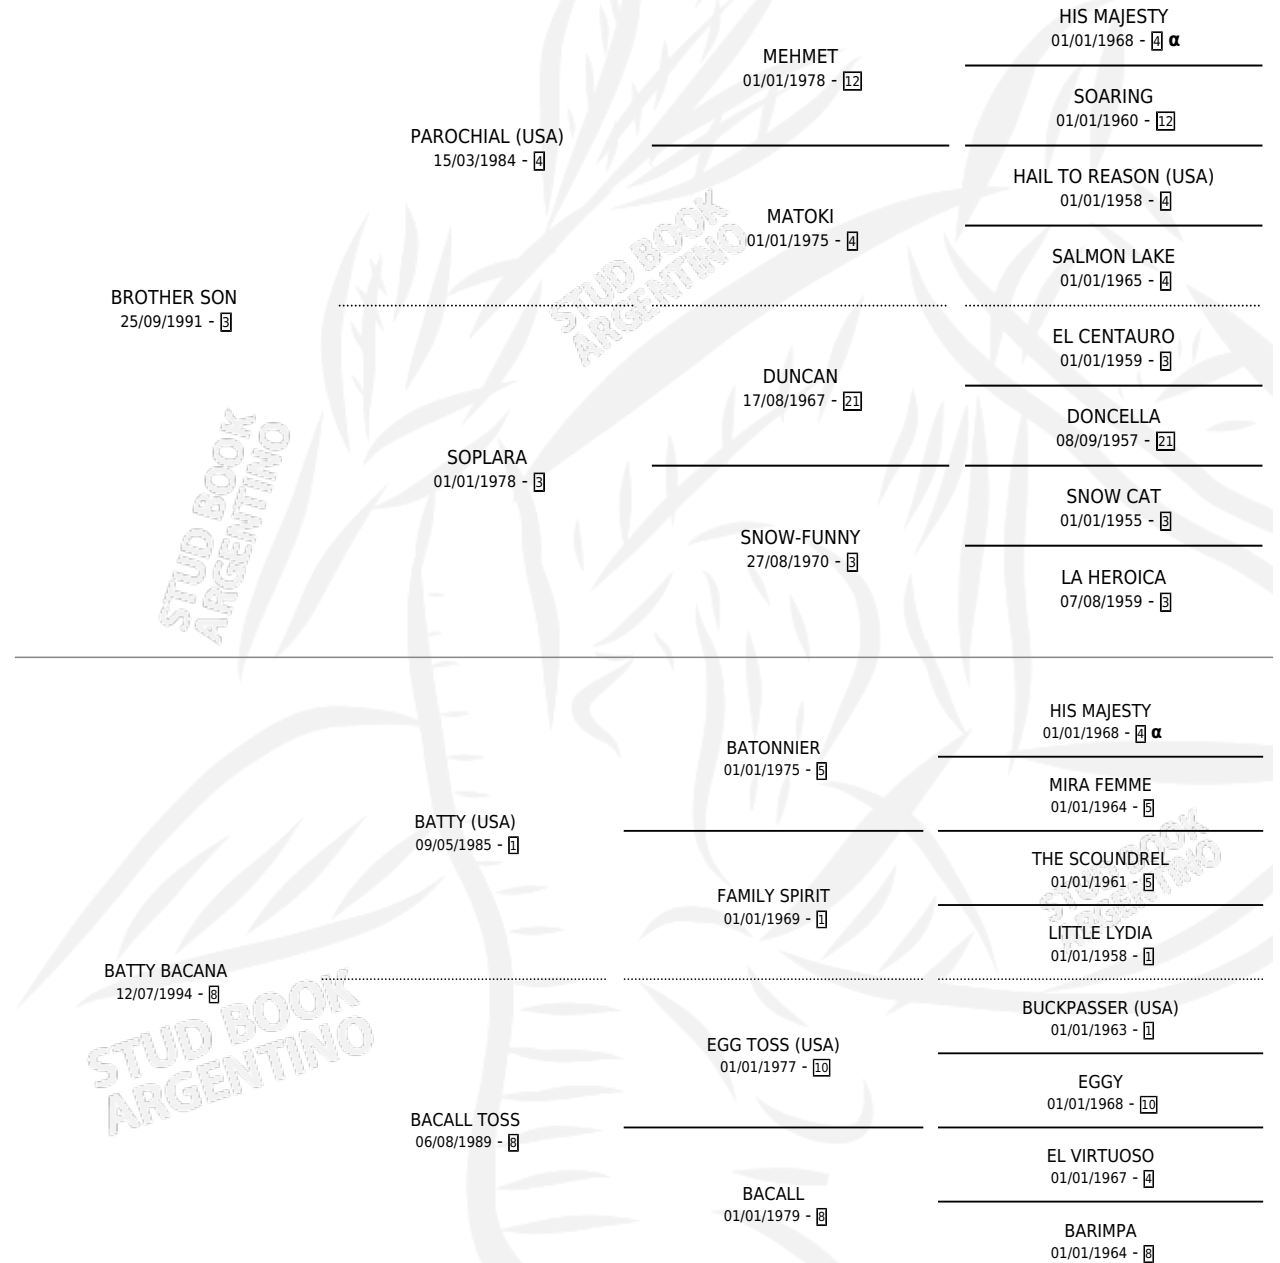 HIS MAJESTY
01/01/1968 - 4 α
MEHMET
01/01/1978 - 12
SOARING
01/01/1960 - 12
PAROCHIAL (USA)
15/03/1984 - 4
HAIL TO REASON (USA)
01/01/1958 - 4
MATOKI
01/01/1975 - 4
SALMON LAKE
01/01/1965 - 4
BROTHER SON
25/09/1991 - 3
EL CENTAURO
01/01/1959 - 3
DUNCAN
17/08/1967 - 21
DONCELLA
08/09/1957 - 21
SOPLARA
01/01/1978 - 3
SNOW CAT
01/01/1955 - 3
SNOW-FUNNY
27/08/1970 - 3
LA HEROICA
07/08/1959 - 3
HIS MAJESTY
01/01/1968 - 4 α
BATONNIER
01/01/1975 - 5
MIRA FEMME
01/01/1964 - 5
BATTY (USA)
09/05/1985 - 1
THE SCOUNDREL
01/01/1961 - 5
FAMILY SPIRIT
01/01/1969 - 1
LITTLE LYDIA
01/01/1958 - 1
BATTY BACANA
12/07/1994 - 8
BUCKPASSER (USA)
01/01/1963 - 1
EGG TOSS (USA)
01/01/1977 - 10
EGGY
01/01/1968 - 10
BACALL TOSS
06/08/1989 - 8
EL VIRTUOSO
01/01/1967 - 4
BACALL
01/01/1979 - 8
BARIMPA
01/01/1964 - 8
STUD BOOK
ARGENTINO
STUD BOOK
ARGENTINO
STUD BOOK
ARGENTINO
STUD BOOK
ARGENTINO